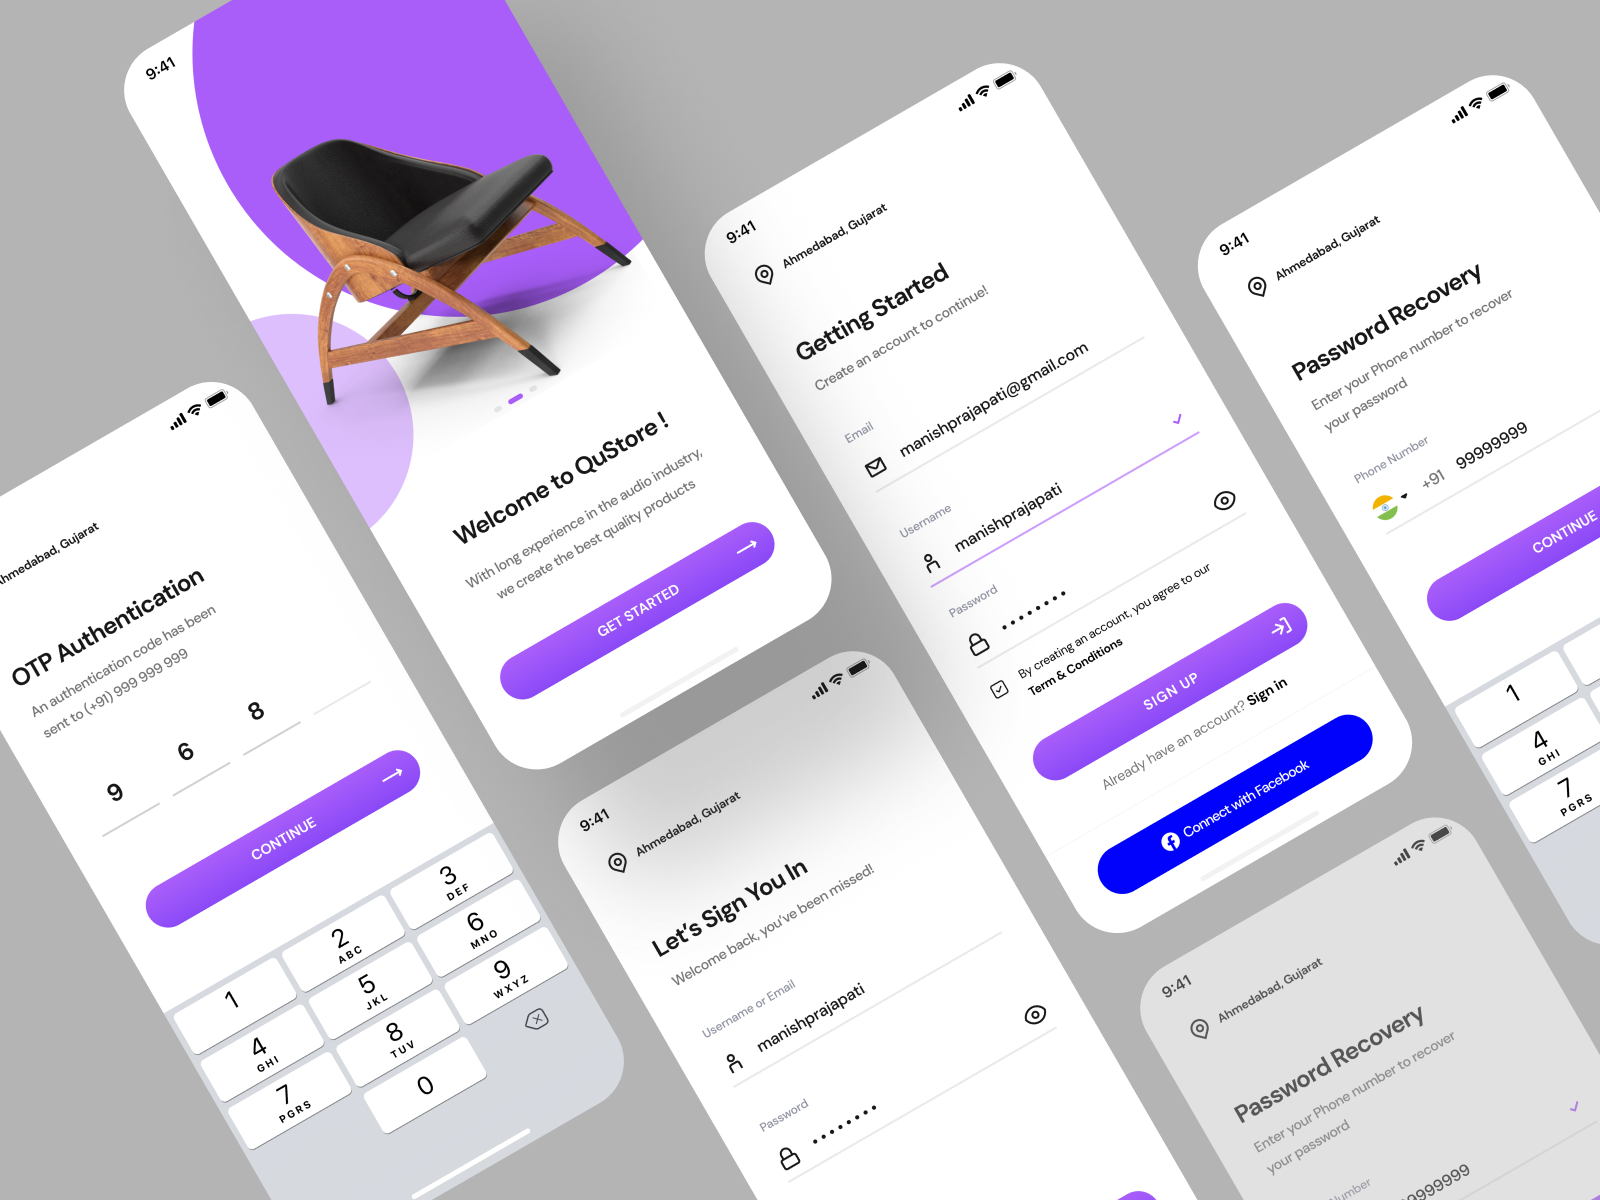 9:41
Welcome to QuStore !
With long experience in the audio industry,
we create the best quality products
GET STARTED
Ahmedabad, Gujarat
OTP Authentication
An authentication code has been
sent to (+91) 999 999 999
9 6 8
CONTINUE
1
2 ABC
3 DEF
4 GHI
5 JKL
6 MNO
7 PGRS
8 TUV
9 WXYZ
0
9:41
Ahmedabad, Gujarat
Getting Started
Create an account to continue!
Email
manishprajapati@gmail.com
Username
manishprajapati
Password
By creating an account, you agree to our
Term & Conditions
SIGN UP
Already have an account? Sign in
Connect with Facebook
9:41
Ahmedabad, Gujarat
Let's Sign You In
Welcome back, you've been missed!
Username or Email
manishprajapati
Password
9:41
Ahmedabad, Gujarat
Password Recovery
Enter your Phone number to recover
your password
Phone Number
+91 99999999
CONTINUE
1
4 GHI
7 PGRS
9:41
Ahmedabad, Gujarat
Password Recovery
Enter your Phone number to recover
your password
Number
9999999